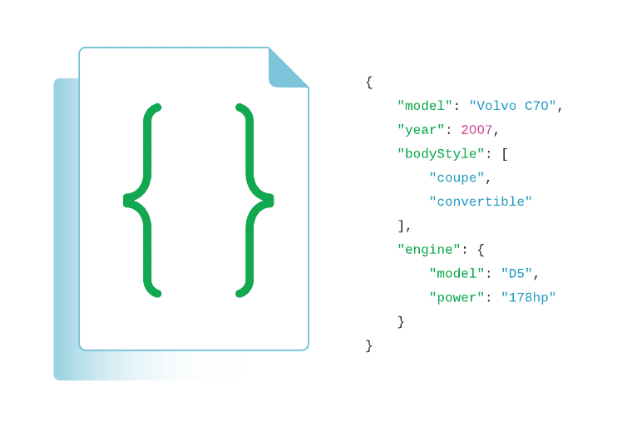 {
    "model": "Volvo C70",
    "year": 2007,
    "bodyStyle": [
        "coupe",
        "convertible"
    ],
    "engine": {
        "model": "D5",
        "power": "178hp"
    }
}